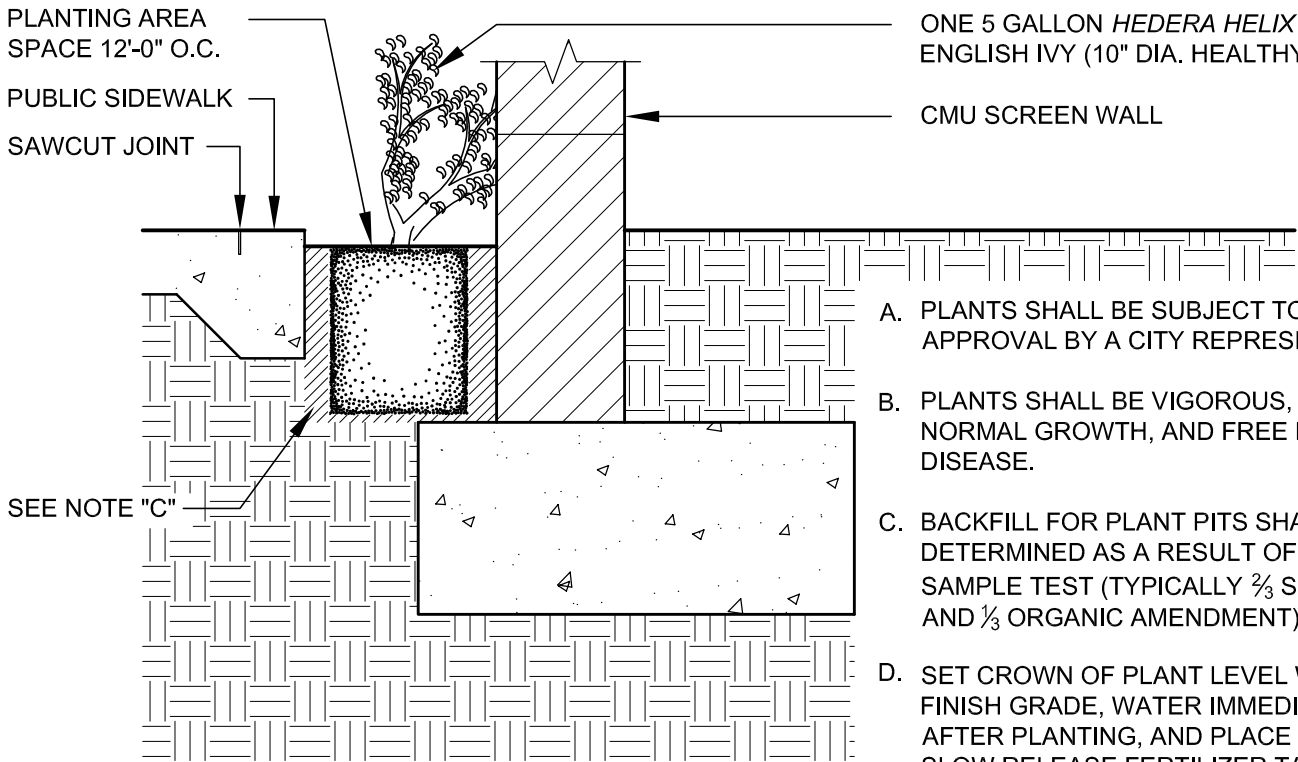 PLANTING AREA
SPACE 12'-0" O.C.
PUBLIC SIDEWALK
SAWCUT JOINT
SEE NOTE "C"
ONE 5 GALLON HEDERA HELIX
ENGLISH IVY (10" DIA. HEALTHY
CMU SCREEN WALL
A. PLANTS SHALL BE SUBJECT TO
APPROVAL BY A CITY
B. PLANTS SHALL BE VIGOROUS,
NORMAL GROWTH, AND FREE
DISEASE.
C. BACKFILL FOR PLANT PITS
DETERMINED AS A RESULT OF
SAMPLE TEST (TYPICALLY ⅔
AND ⅓ ORGANIC AMENDMENT)
D. SET CROWN OF PLANT LEVEL
FINISH GRADE, WATER
AFTER PLANTING, AND PLACE
SLOW RELEASE FERTILIZER